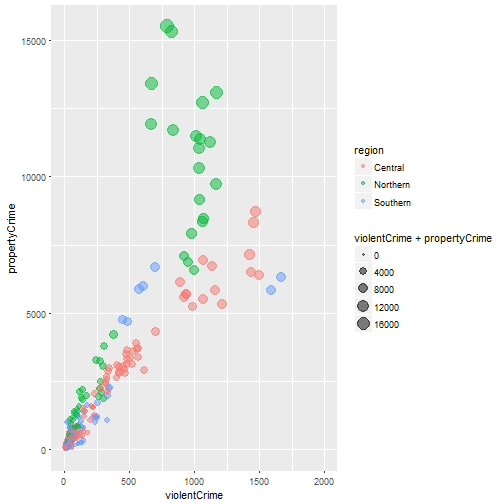 15000
10000
5000
0
propertyCrime
0 500 1000 1500 2000
violentCrime
region
Central
Northern
Southern
violentCrime + propertyCrime
0
4000
8000
12000
16000